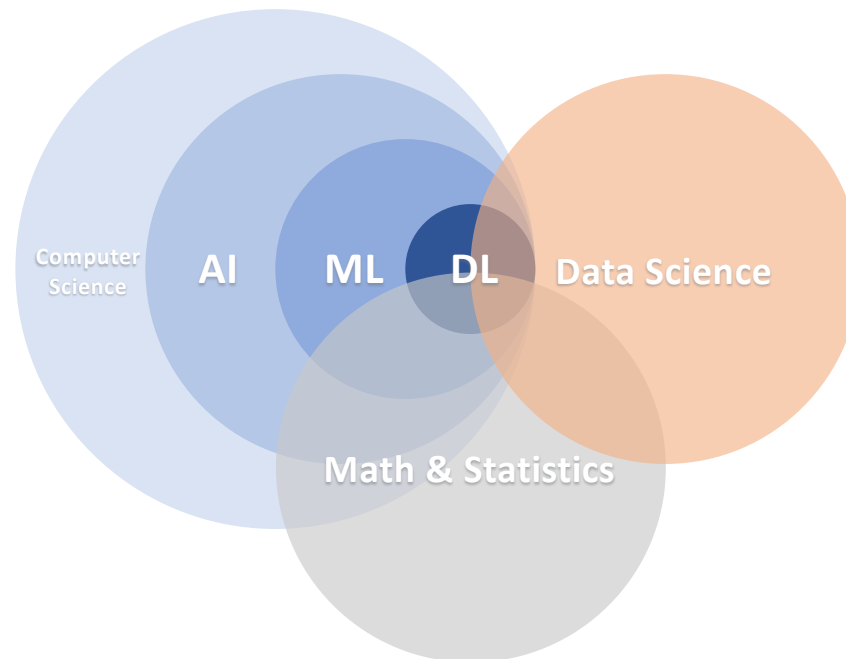 Computer
Science
AI
ML
DL
Data Science
Math & Statistics